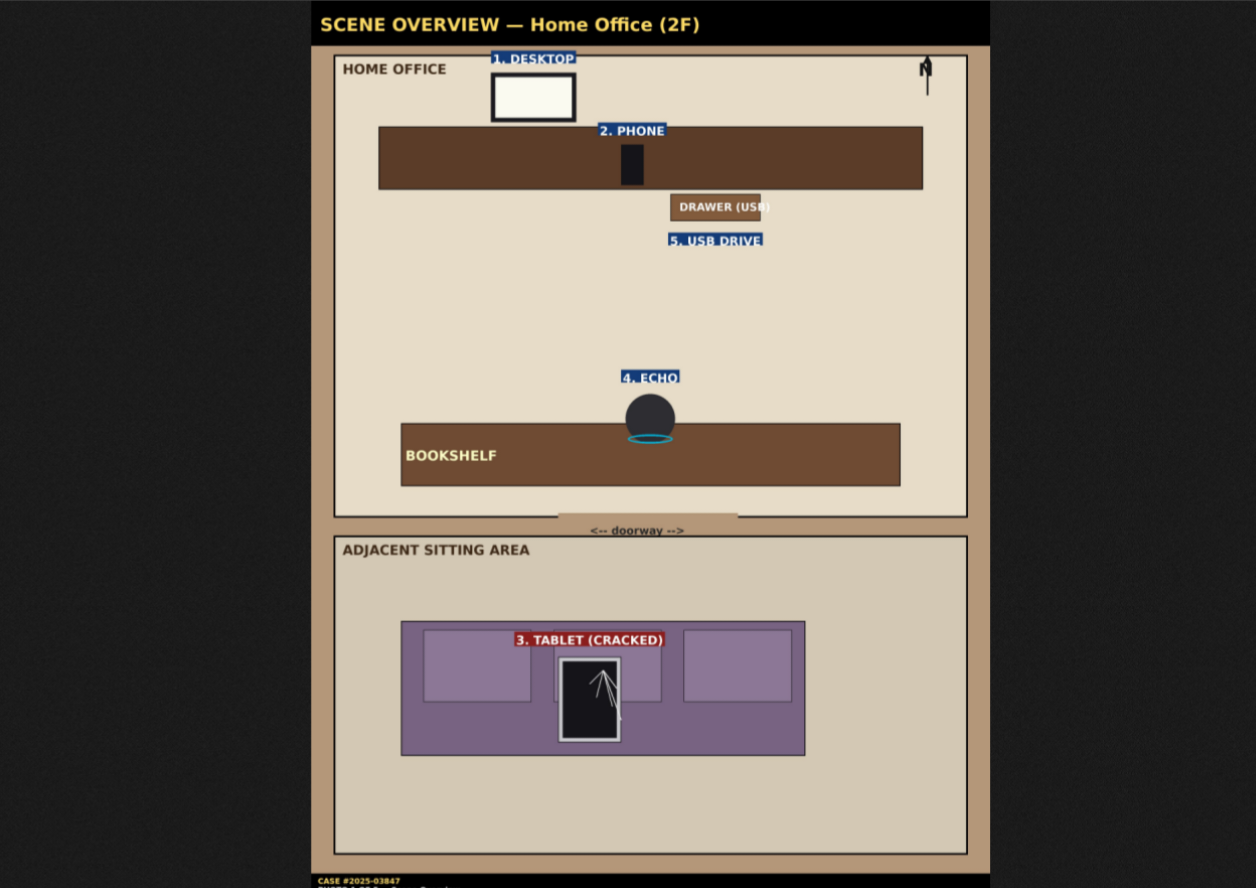 SCENE OVERVIEW — Home Office (2F)
HOME OFFICE
1. DESKTOP
N
2. PHONE
DRAWER (USB)
5. USB DRIVE
4. ECHO
BOOKSHELF
<-- doorway -->
ADJACENT SITTING AREA
3. TABLET (CRACKED)
CASE #2025-03847